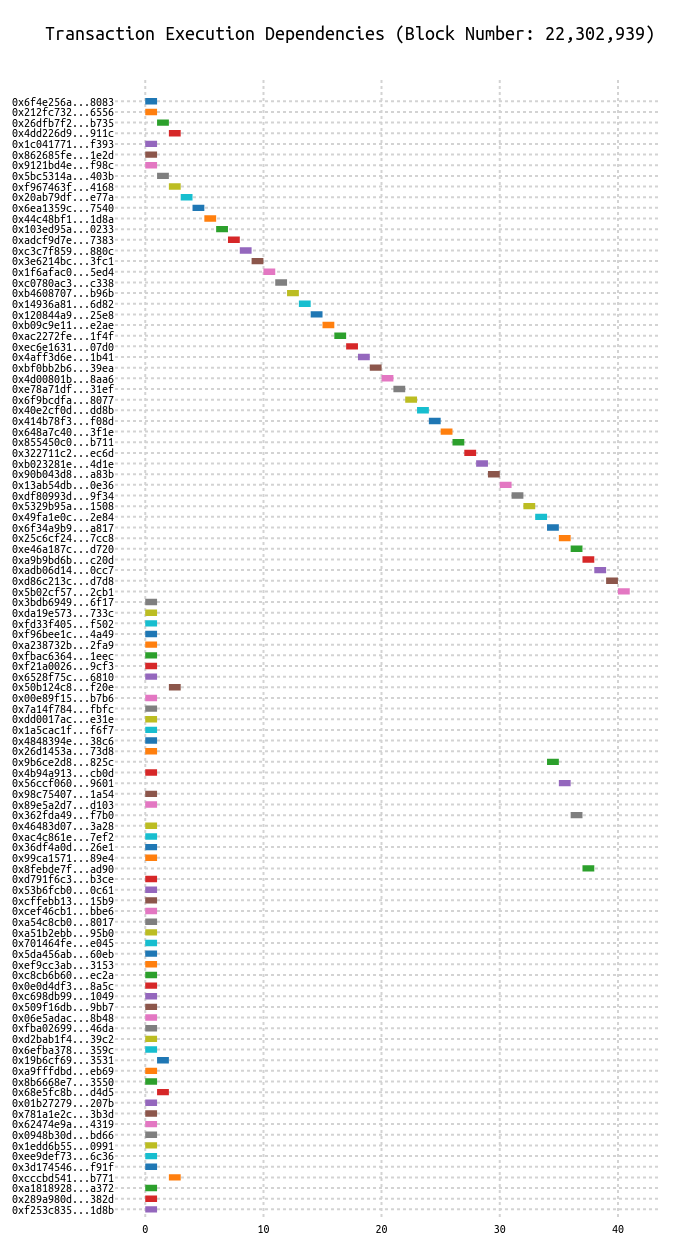 Transaction Execution Dependencies (Block Number: 22,302,939)
0x6f4e256a...8083
0x212fc732...6556
0x26dfb7f2...b735
0x4dd226d9...911c
0x1c041771...f393
0x862685fe...1e2d
0x9121bd4e...f98c
0x5bc5314a...403b
0xf967463f...4168
0x20ab79df...e77a
0x6ea1359c...7540
0x44c48bf1...1d8a
0x103ed95a...0233
0xadcf9d7e...7383
0xc3c7f859...880c
0x3e6214bc...3fc1
0x1f6afac0...5ed4
0xc0780ac3...c338
0xb4608707...b96b
0x14936a81...6d82
0x120844a9...25e8
0xb09c9e11...e2ae
0xac2272fe...1f4f
0xec6e1631...07d0
0x4aff3d6e...1b41
0xbf0bb2b6...39ea
0x4d00801b...8aa6
0xe78a71df...31ef
0x6f9bcdfa...8077
0x40e2cf0d...dd8b
0x414b78f3...f08d
0x648a7c40...3f1e
0x855450c0...b711
0x322711c2...ec6d
0xb023281e...4d1e
0x90b043d8...a83b
0x13ab54db...0e36
0xdf80993d...9f34
0x5329b95a...1508
0x49fa1e0c...2e84
0x6f34a9b9...a817
0x25c6cf24...7cc8
0xe46a187c...d720
0xa9b9bd6b...c20d
0xadb06d14...0cc7
0xd86c213c...d7d8
0x5b02cf57...2cb1
0x3bdb6949...6f17
0xda19e573...733c
0xfd33f405...f502
0xf96bee1c...4a49
0xa238732b...2fa9
0xfbac6364...1eec
0xf21a0026...9cf3
0x6528f75c...6810
0x50b124c8...f20e
0x00e89f15...b7b6
0x7a14f784...fbfc
0xdd0017ac...e31e
0x1a5cac1f...f6f7
0x4848394e...38c6
0x26d1453a...73d8
0x9b6ce2d8...825c
0x4b94a913...cb0d
0x56ccf060...9601
0x98c75407...1a54
0x89e5a2d7...d103
0x362fda49...f7b0
0x46483d07...3a28
0xac4c861e...7ef2
0x36df4a0d...26e1
0x99ca1571...89e4
0x8febde7f...ad90
0xd791f6c3...b3ce
0x53b6fcb0...0c61
0xcffebb13...15b9
0xcef46cb1...bbe6
0xa54c8cb0...8017
0xa51b2ebb...95b0
0x701464fe...e045
0x5da456ab...60eb
0xef9cc3ab...3153
0xc8cb6b60...ec2a
0x0e0d4df3...8a5c
0xc698db99...1049
0x509f16db...9bb7
0x06e5adac...8b48
0xfba02699...46da
0xd2bab1f4...39c2
0x6efba378...359c
0x19b6cf69...3531
0xa9fffdbd...eb69
0x8b6668e7...3550
0x68e5fc8b...d4d5
0x01b27279...207b
0x781a1e2c...3b3d
0x62474e9a...4319
0x0948b30d...bd66
0x1edd6b55...0991
0xee9def73...6c36
0x3d174546...f91f
0xcccbd541...b771
0xa1818928...a372
0x289a980d...382d
0xf253c835...1d8b
0 10 20 30 40